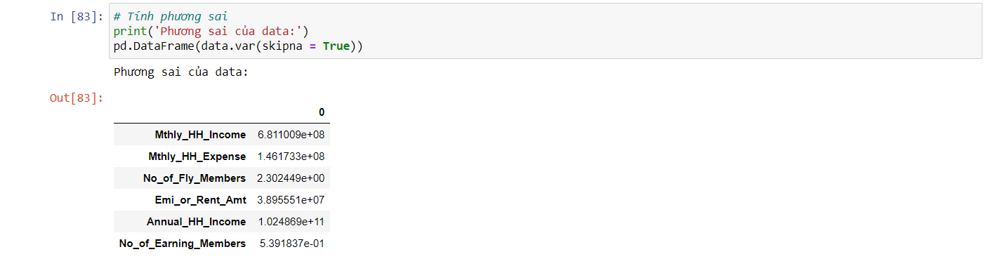 In [83]: # Tính phương sai
print('Phương sai của data:')
pd.DataFrame(data.var(skipna = True))
Phương sai của data:
Out[83]:
0
Mthly_HH_Income 6.811009e+08
Mthly_HH_Expense 1.461733e+08
No_of_Fly_Members 2.302449e+00
Emi_or_Rent_Amt 3.895551e+07
Annual_HH_Income 1.024869e+11
No_of_Earning_Members 5.391837e-01